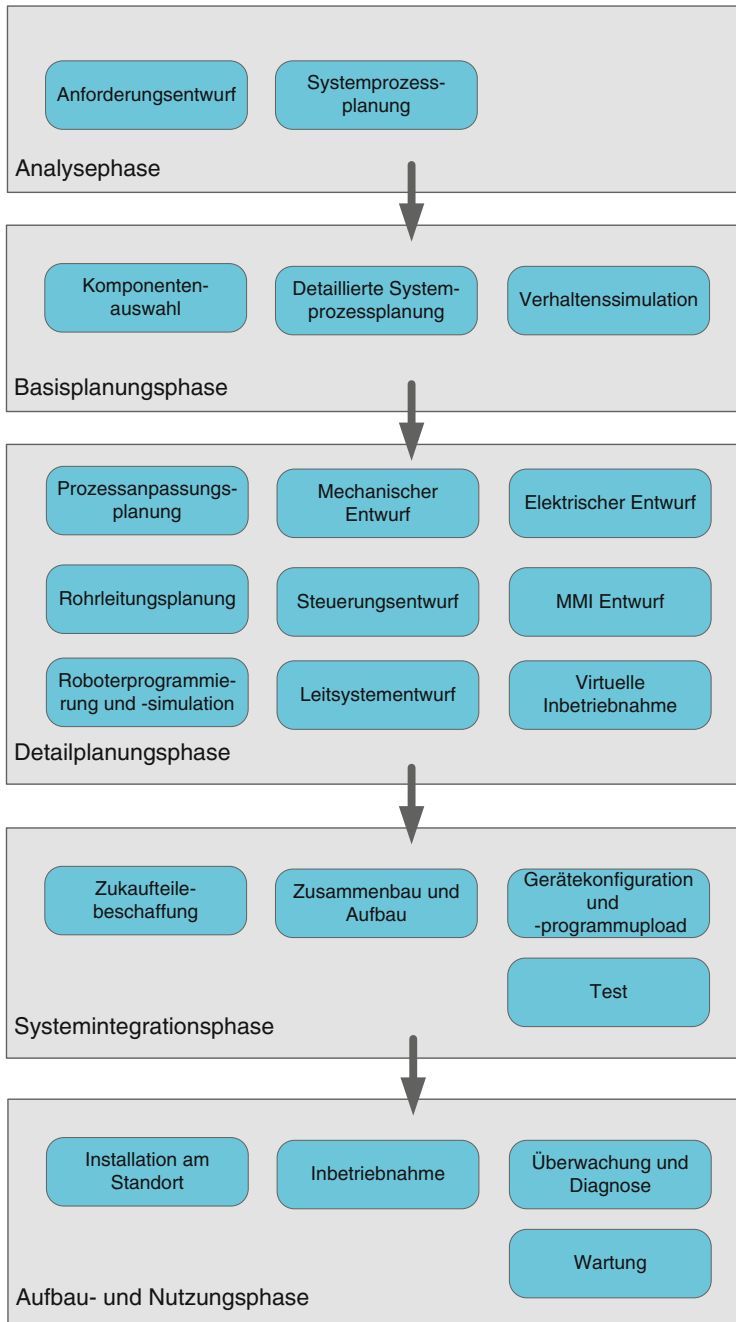 Anforderungsentwurf
Systemprozess-
planung
Analysephase
Komponenten-
auswahl
Detaillierte System-
prozessplanung
Verhaltenssimulation
Basisplanungsphase
Prozessanpassungs-
planung
Mechanischer
Entwurf
Elektrischer Entwurf
Rohrleitungsplanung
Steuerungsentwurf
MMI Entwurf
Roboterprogrammie-
rung und -simulation
Leitsystementwurf
Virtuelle
Inbetriebnahme
Detailplanungsphase
Zukaufteile-
beschaffung
Zusammenbau und
Aufbau
Gerätekonfiguration
und
-programmupload
Test
Systemintegrationsphase
Installation am
Standort
Inbetriebnahme
Überwachung und
Diagnose
Wartung
Aufbau- und Nutzungsphase